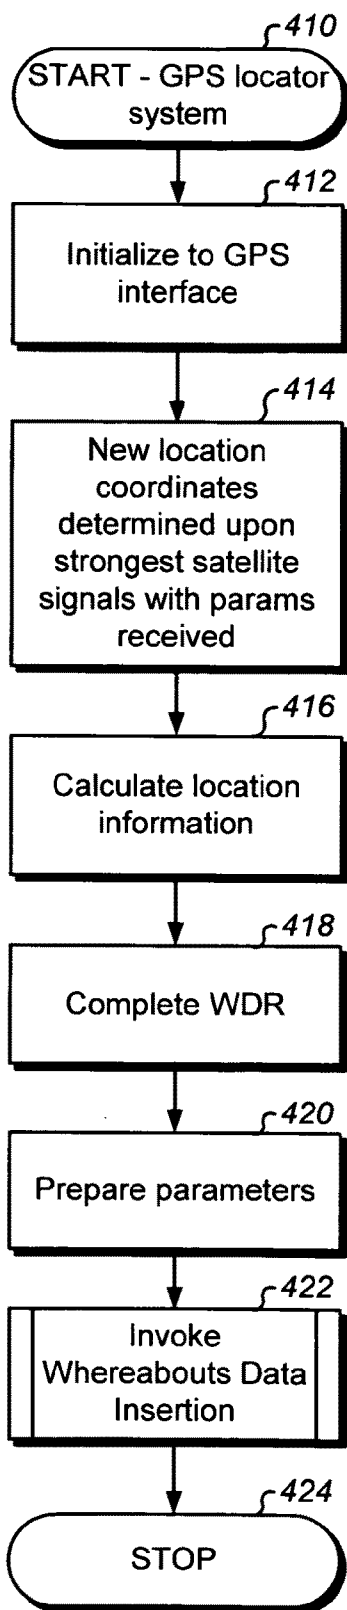 410
START - GPS locator
system
412
Initialize to GPS
interface
414
New location
coordinates
determined upon
strongest satellite
signals with params
received
416
Calculate location
information
418
Complete WDR
420
Prepare parameters
422
Invoke
Whereabouts Data
Insertion
424
STOP